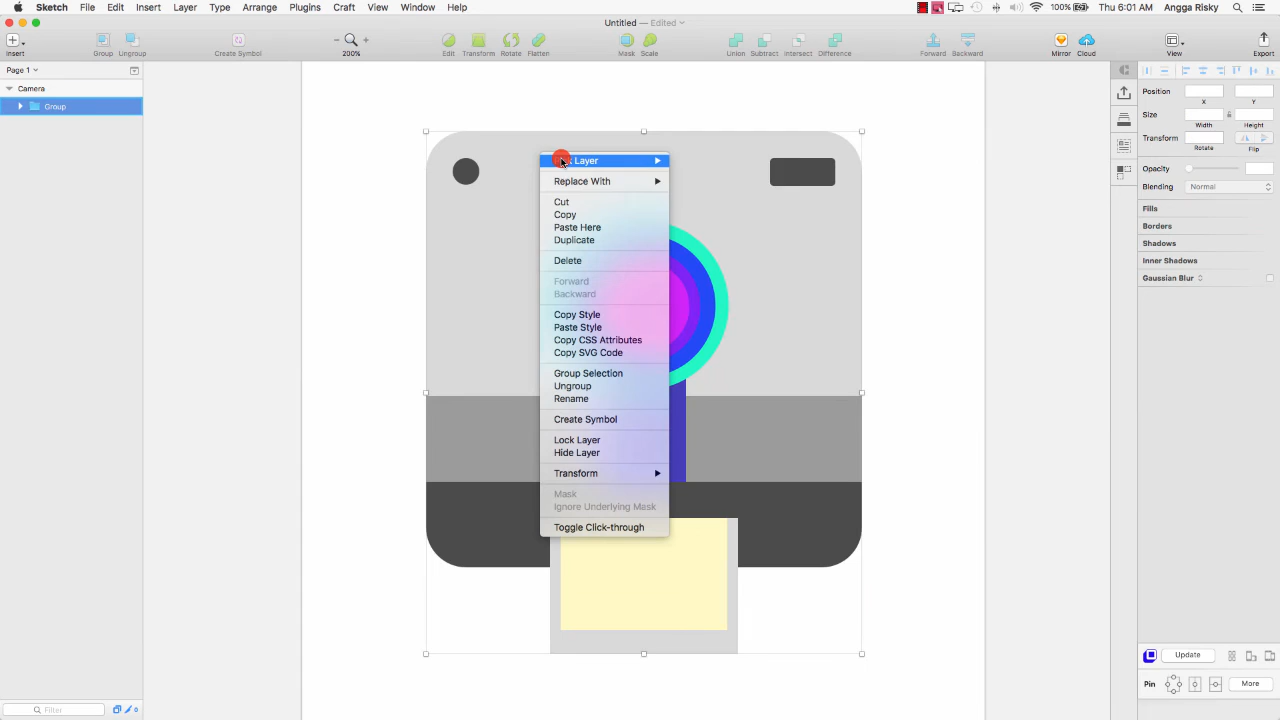 Sketch File Edit Insert Layer Type Arrange Plugins Craft View Window Help 100% Thu 6:01 AM Angga Risky
Untitled — Edited
Insert Group Ungroup Create Symbol 200% Edit Transform Rotate Flatten Mask Scale Union Subtract Intersect Difference Forward Backward Mirror Cloud View Export
Page 1
Camera
Group
Layer
Replace With
Cut
Copy
Paste Here
Duplicate
Delete
Forward
Backward
Copy Style
Paste Style
Copy CSS Attributes
Copy SVG Code
Group Selection
Ungroup
Rename
Create Symbol
Lock Layer
Hide Layer
Transform
Mask
Ignore Underlying Mask
Toggle Click-through
Position
X Y
Size
Width Height
Transform
Rotate Flip
Opacity
Blending Normal
Fills
Borders
Shadows
Inner Shadows
Gaussian Blur
Update
Pin More
Filter 0